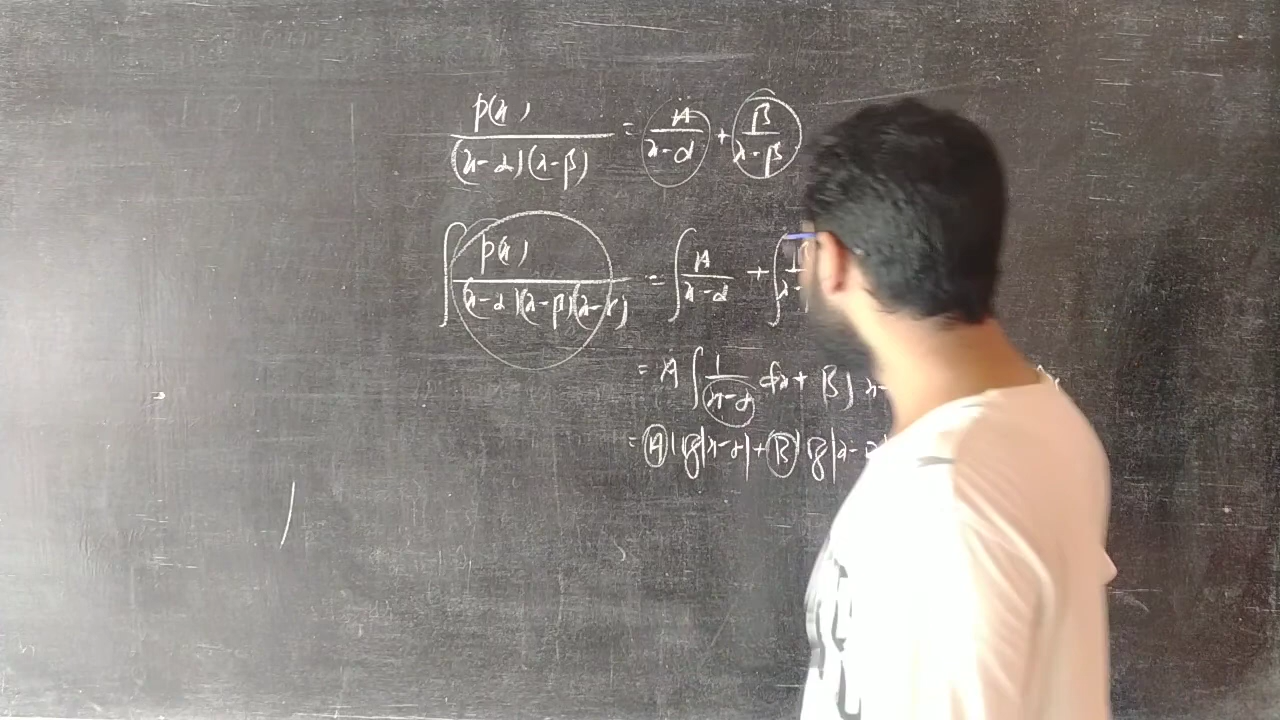 p(x) / (x-α)(x-β) = A / x-α + B / x-β
∫ p(x) / (x-α)(x-β)(x-r) = ∫ A / x-α + ∫
= A ∫ 1 / x-α dx + B ∫
= A log|x-α| + B log|x-